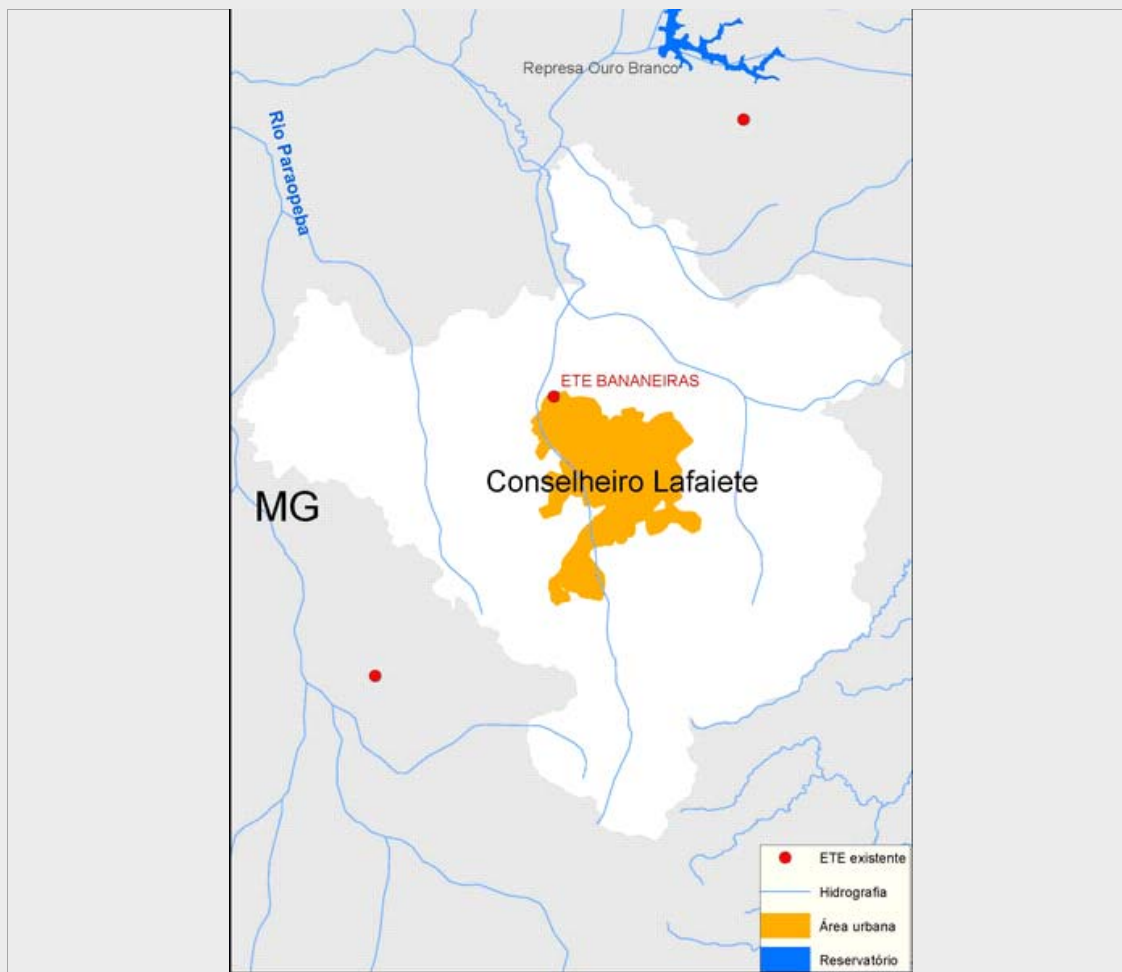 Represa Ouro Branco
Rio Paraopeba
ETE BANANEIRAS
Conselheiro Lafaiete
MG
ETE existente
Hidrografia
Área urbana
Reservatório